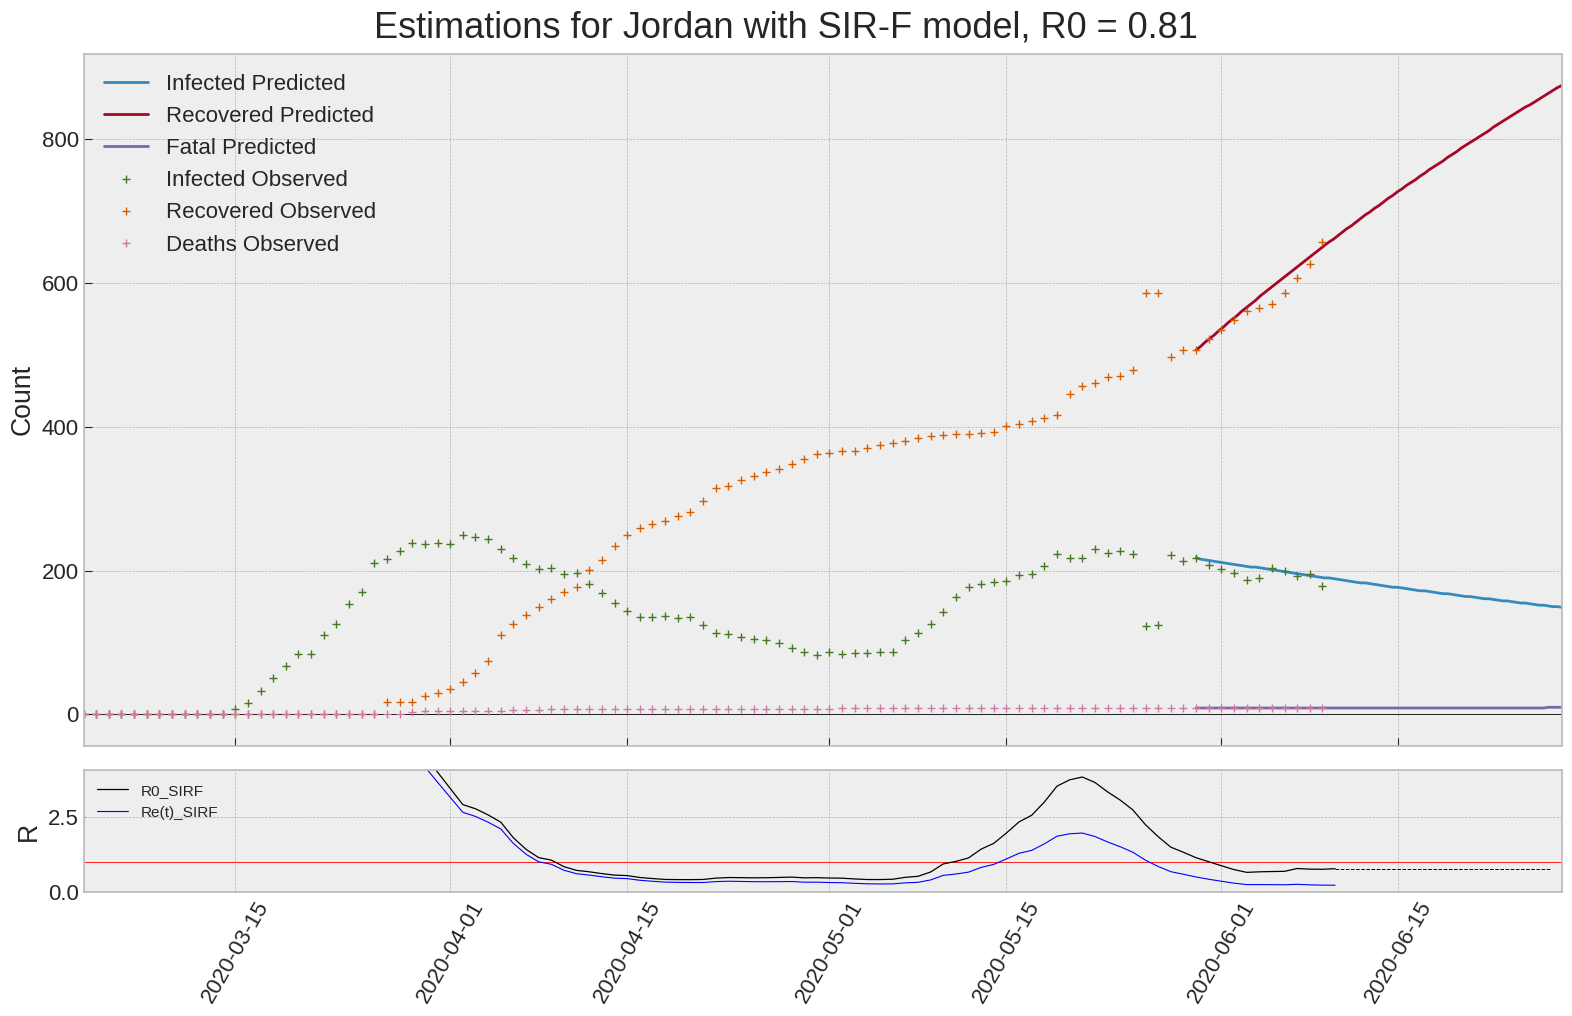 Estimations for Jordan with SIR-F model, R0 = 0.81
Infected Predicted
Recovered Predicted
Fatal Predicted
Infected Observed
Recovered Observed
Deaths Observed
800
600
400
200
0
Count
R0_SIRF
Re(t)_SIRF
2.5
0.0
R
2020-03-15
2020-04-01
2020-04-15
2020-05-01
2020-05-15
2020-06-01
2020-06-15